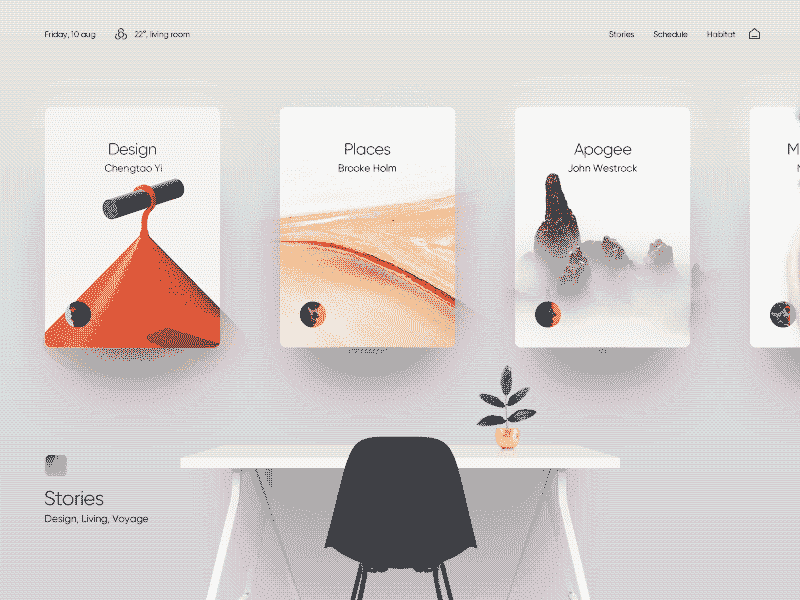 Friday, 10 aug
22°, living room
Stories
Schedule
Habitat
Design
Chengtao Yi
Places
Brooke Holm
Apogee
John Westrock
Stories
Design, Living, Voyage